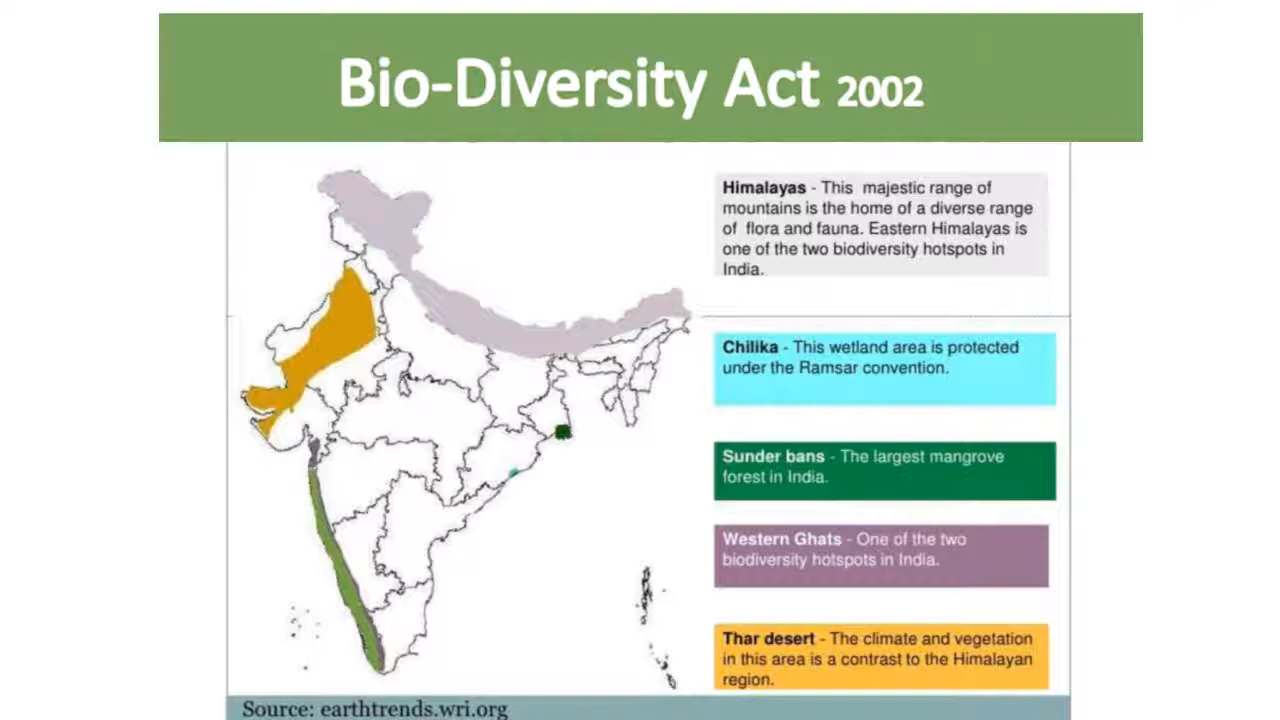 Bio-Diversity Act 2002
Himalayas - This majestic range of
mountains is the home of a diverse range
of flora and fauna. Eastern Himalayas is
one of the two biodiversity hotspots in
India.
Chilika - This wetland area is protected
under the Ramsar convention.
Sunder bans - The largest mangrove
forest in India.
Western Ghats - One of the two
biodiversity hotspots in India.
Thar desert - The climate and vegetation
in this area is a contrast to the Himalayan
region.
Source: earthtrends.wri.org